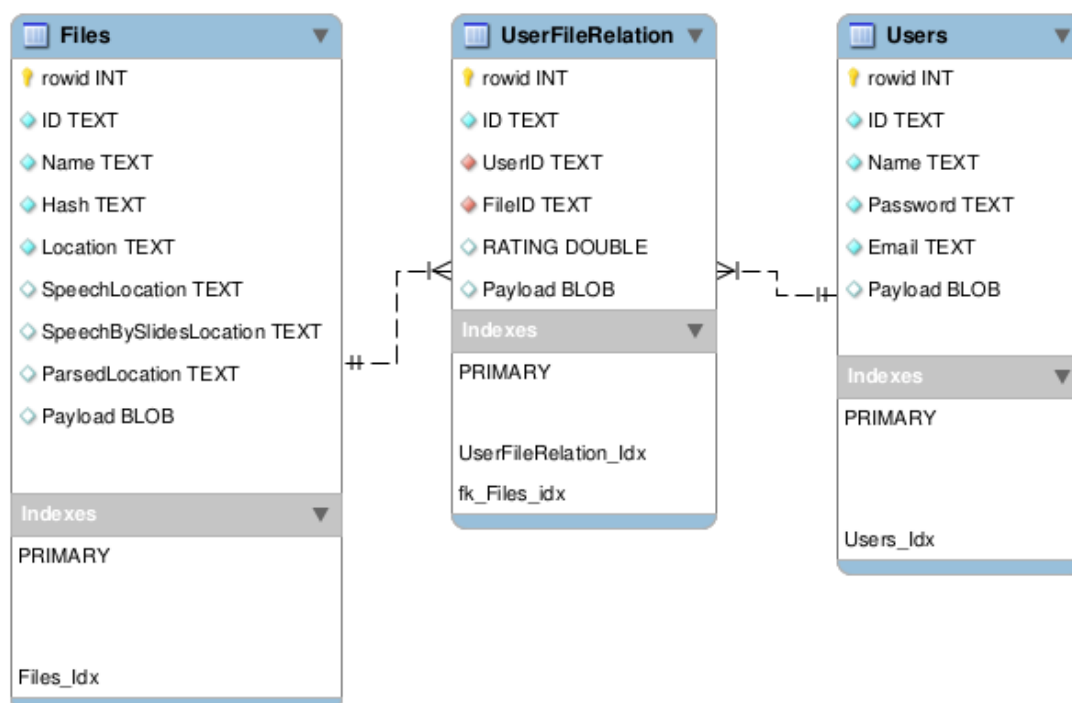 Files
rowid INT
ID TEXT
Name TEXT
Hash TEXT
Location TEXT
SpeechLocation TEXT
SpeechBySlidesLocation TEXT
ParsedLocation TEXT
Payload BLOB
Indexes
PRIMARY
Files_Idx
UserFileRelation
rowid INT
ID TEXT
UserID TEXT
FileID TEXT
RATING DOUBLE
Payload BLOB
Indexes
PRIMARY
UserFileRelation_Idx
fk_Files_idx
Users
rowid INT
ID TEXT
Name TEXT
Password TEXT
Email TEXT
Payload BLOB
Indexes
PRIMARY
Users_Idx